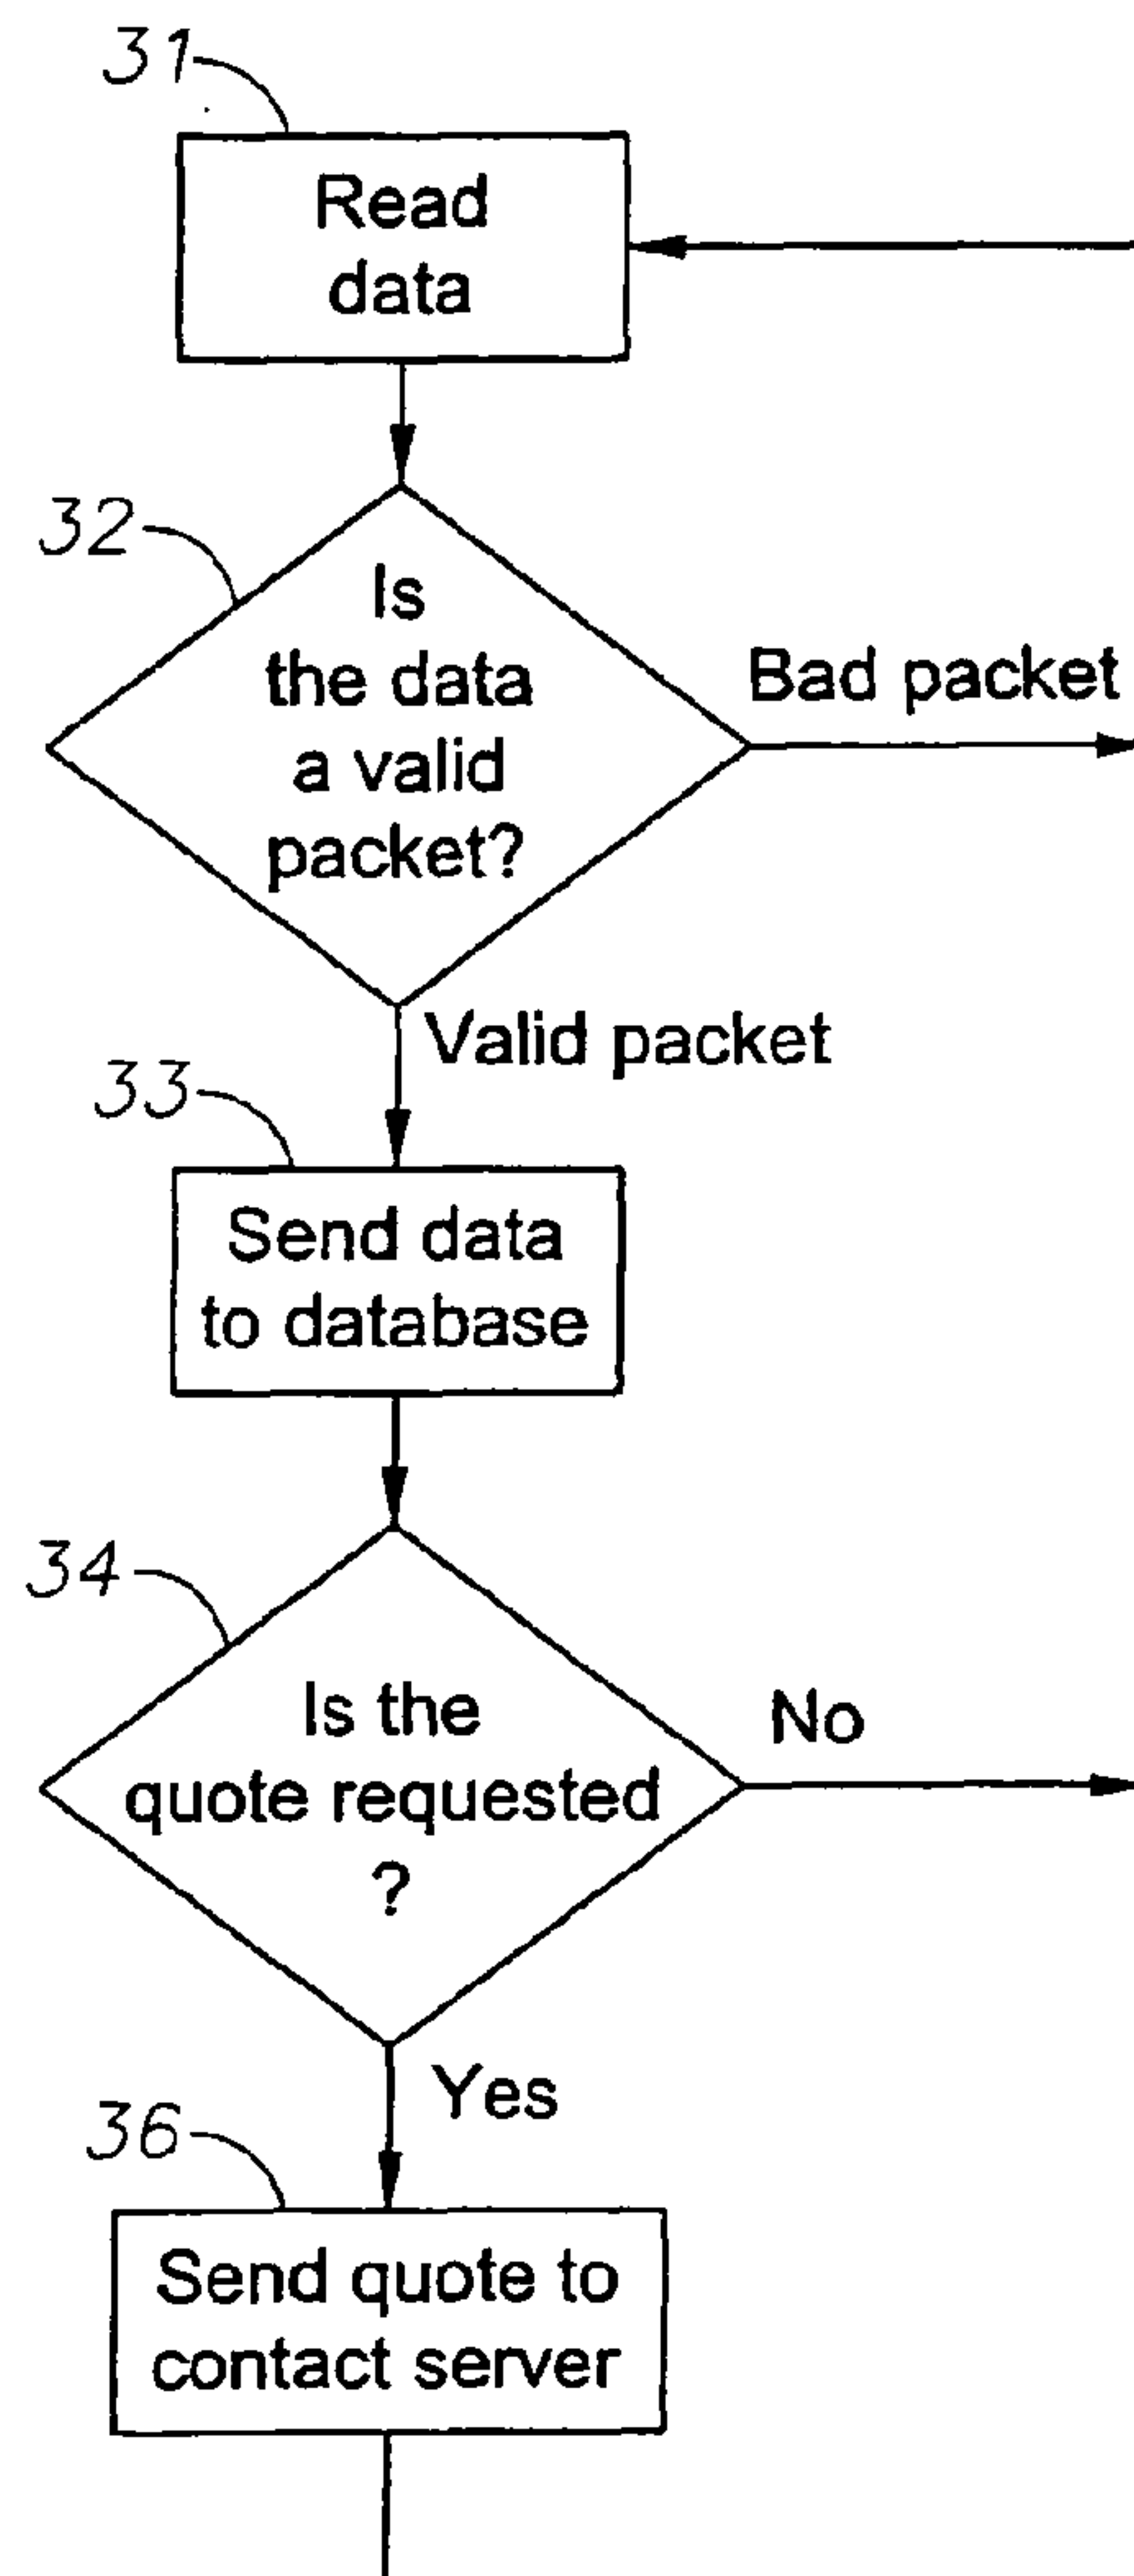 31
Read
data
32
Is
the data
a valid
packet?
Bad packet
Valid packet
33
Send data
to database
34
Is the
quote requested
?
No
Yes
36
Send quote to
contact server